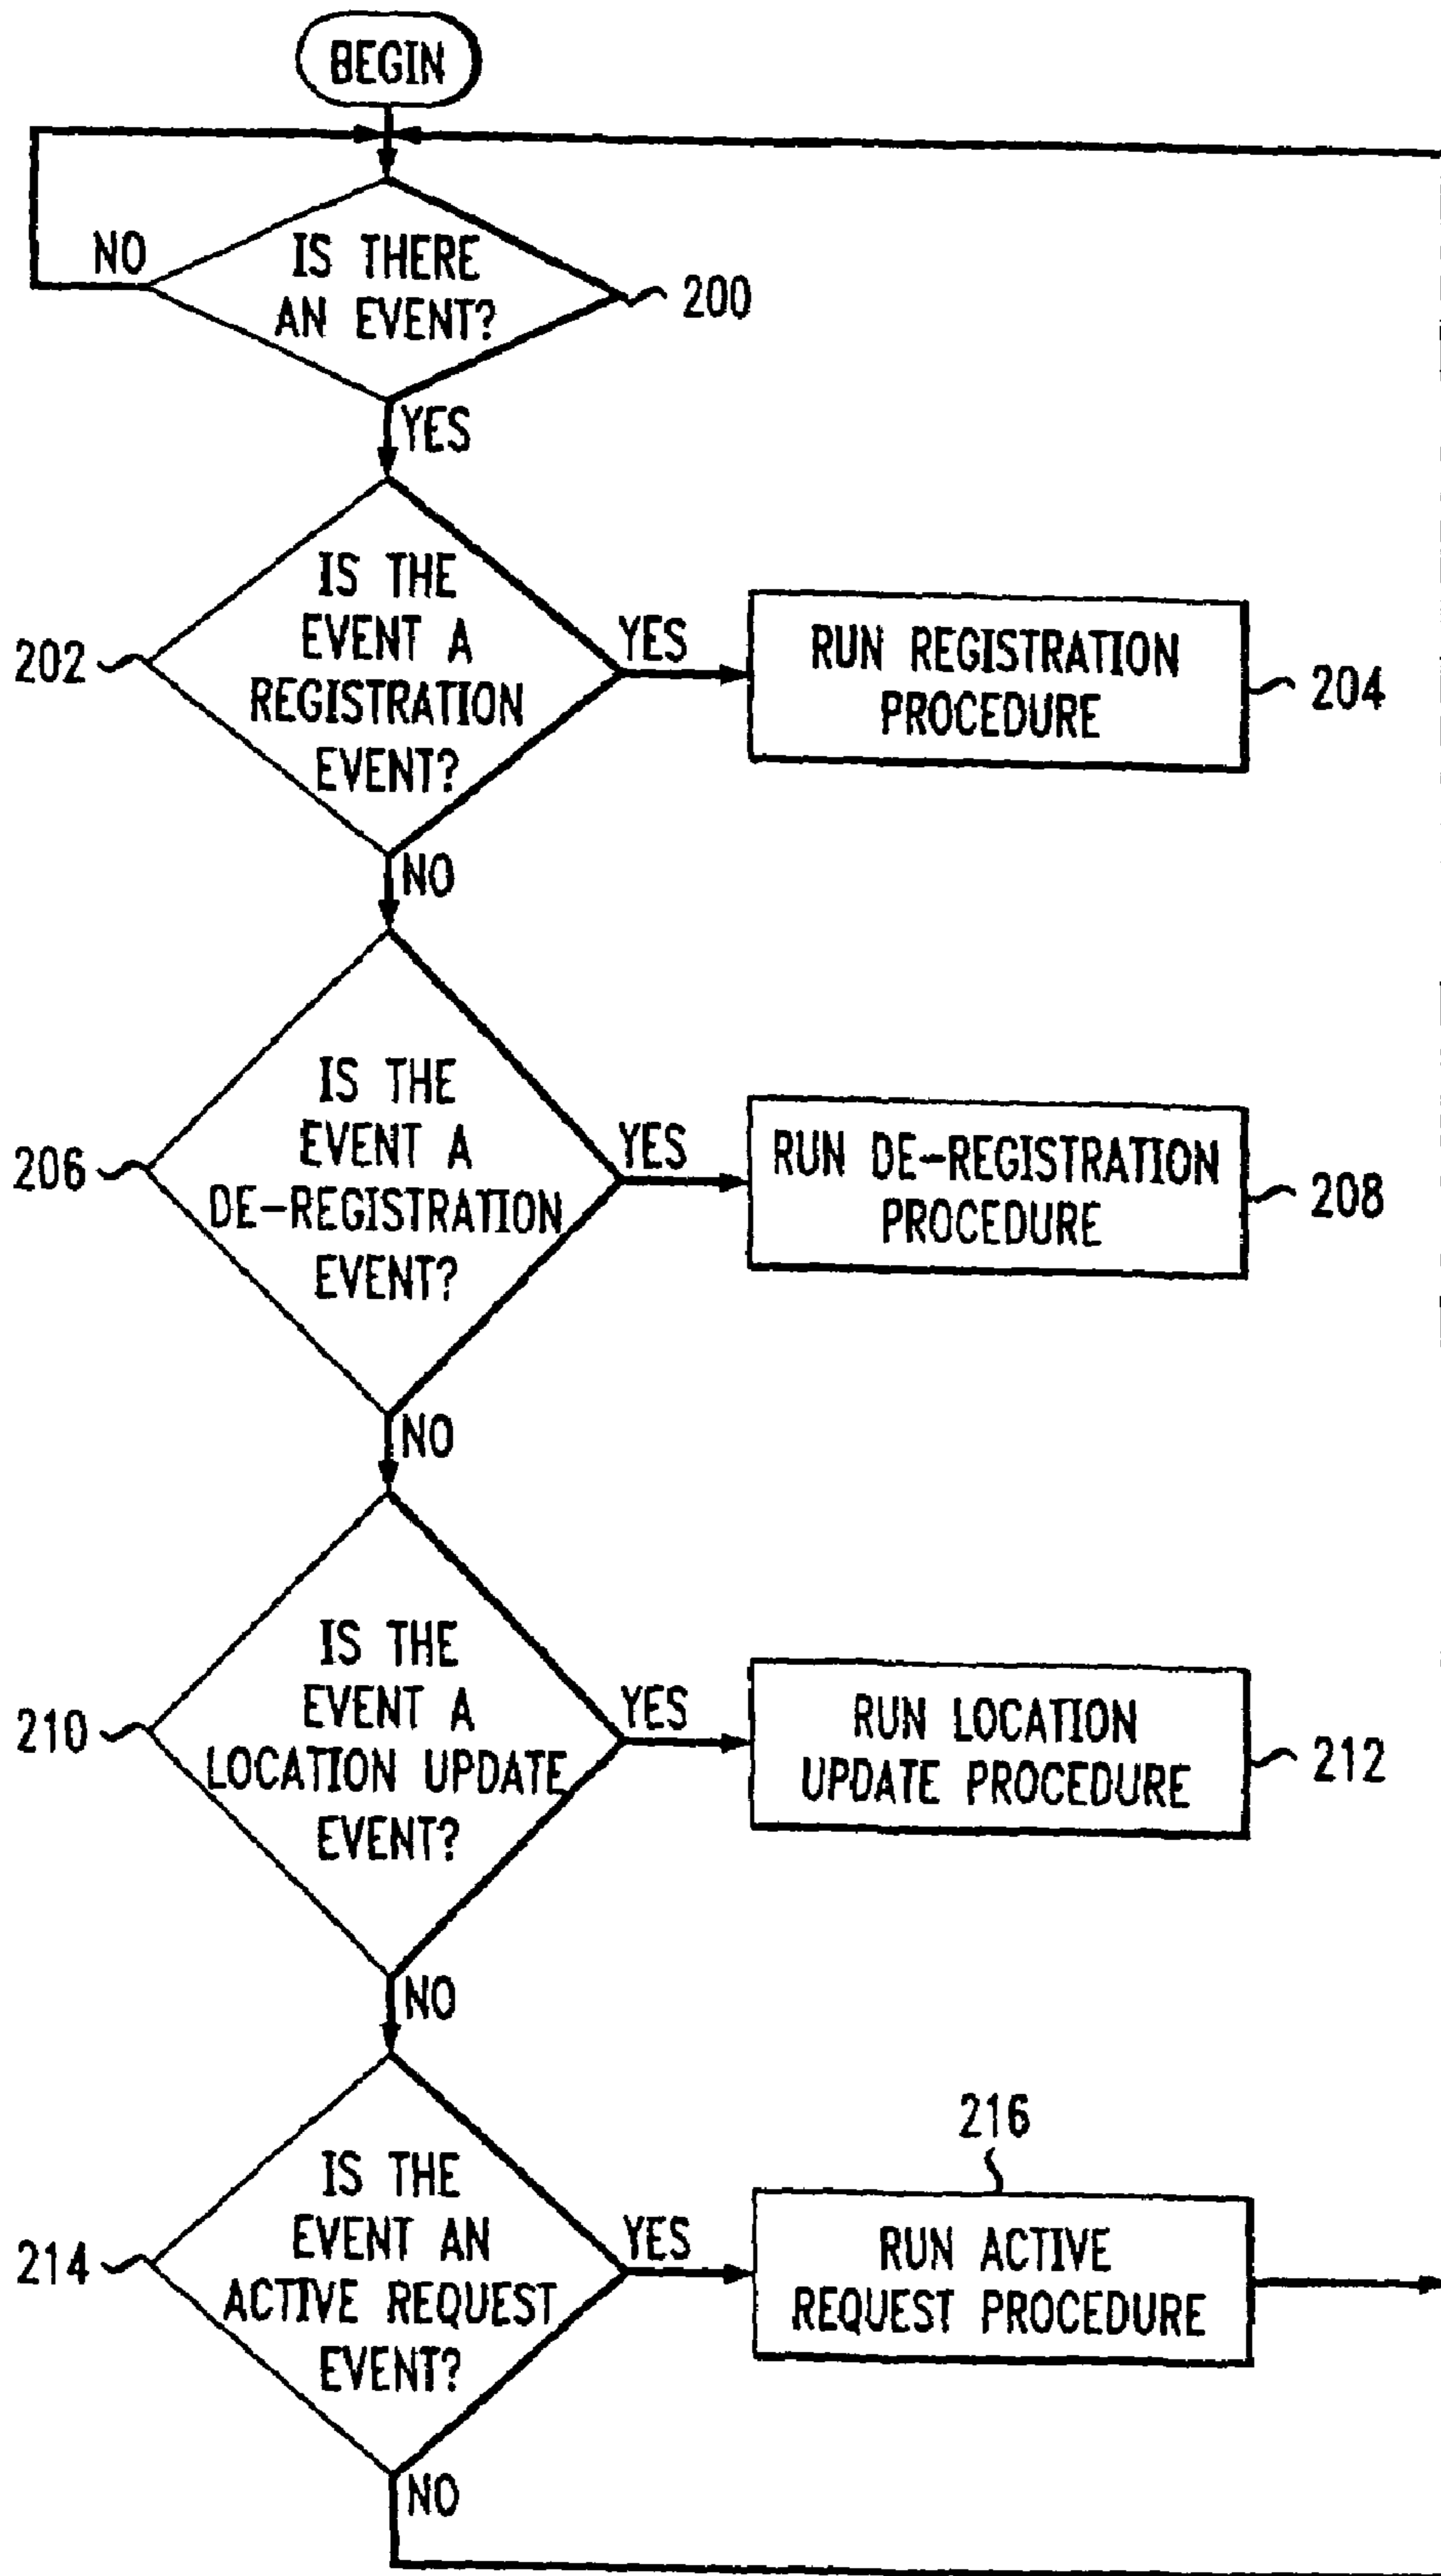 BEGIN
NO
IS THERE
AN EVENT?
200
YES
IS THE
EVENT A
REGISTRATION
EVENT?
202
YES
RUN REGISTRATION
PROCEDURE
204
NO
IS THE
EVENT A
DE-REGISTRATION
EVENT?
206
YES
RUN DE-REGISTRATION
PROCEDURE
208
NO
IS THE
EVENT A
LOCATION UPDATE
EVENT?
210
YES
RUN LOCATION
UPDATE PROCEDURE
212
NO
216
IS THE
EVENT AN
ACTIVE REQUEST
EVENT?
214
YES
RUN ACTIVE
REQUEST PROCEDURE
NO